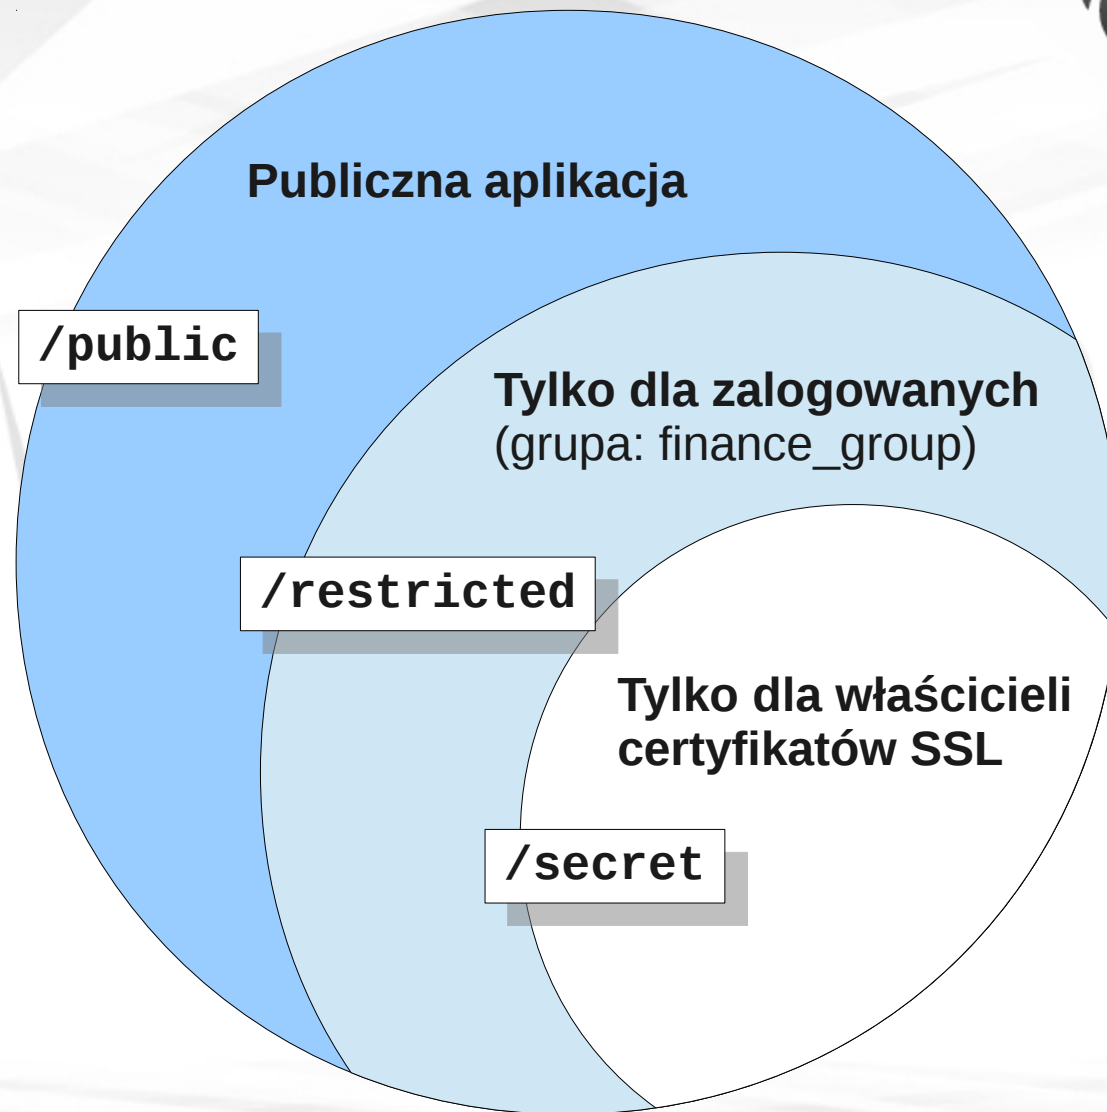 Publiczna aplikacja
/public
Tylko dla zalogowanych
(grupa: finance_group)
/restricted
Tylko dla właścicieli
certyfikatów SSL
/secret